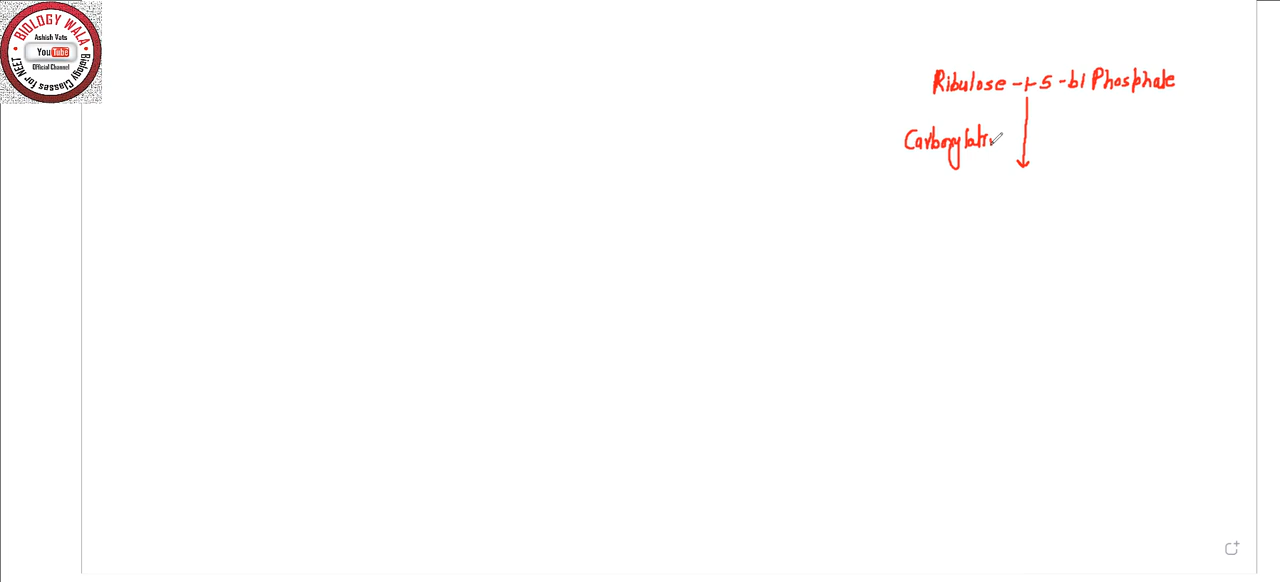 BIOLOGY WALA
Ashish Vats
YouTube
Official Channel
Biology Classes for NEET
Ribulose -1-5 -bi Phosphate
Carboxylati